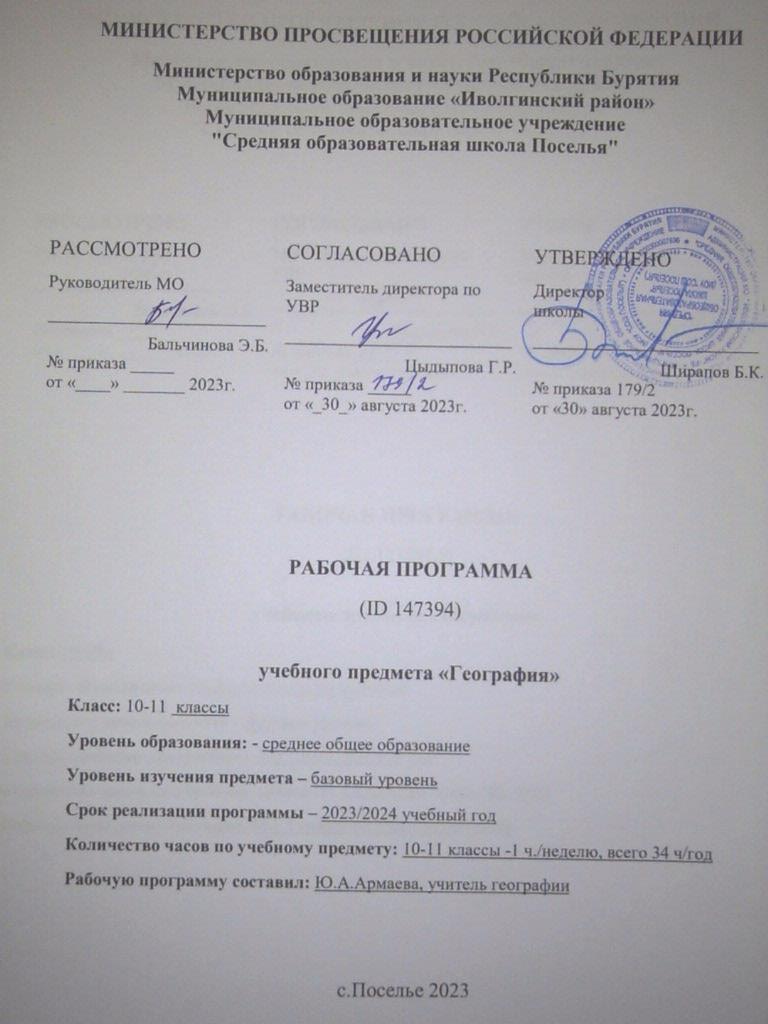 МИНИСТЕРСТВО ПРОСВЕЩЕНИЯ РОССИЙСКОЙ ФЕДЕРАЦИИ
Министерство образования и науки Республики Бурятия
Муниципальное образование «Иволгинский район»
Муниципальное образовательное учреждение
"Средняя образовательная школа Поселья"
РАССМОТРЕНО
Руководитель МО
Бальчинова Э.Б.
№ приказа _____
от «____» _______ 2023г.
СОГЛАСОВАНО
Заместитель директора по
УВР
Цыдыпова Г.Р.
№ приказа 179/2
от «_30_» августа 2023г.
УТВЕРЖДЕНО
Директор
школы
Ширапов Б.К.
№ приказа 179/2
от «30» августа 2023г.
РАБОЧАЯ ПРОГРАММА
(ID 147394)
учебного предмета «География»
Класс: 10-11 классы
Уровень образования: - среднее общее образование
Уровень изучения предмета – базовый уровень
Срок реализации программы – 2023/2024 учебный год
Количество часов по учебному предмету: 10-11 классы -1 ч./неделю, всего 34 ч/год
Рабочую программу составил: Ю.А.Армаева, учитель географии
с.Поселье 2023